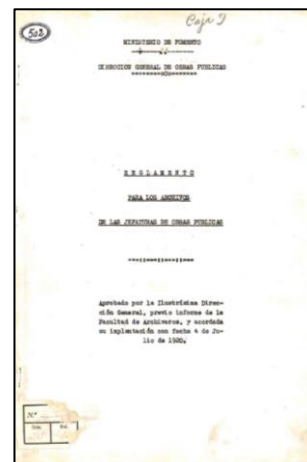 502
Caja 9
MINISTERIO DE FOMENTO
DIRECCION GENERAL DE OBRAS PUBLICAS
REGLAMENTO
PARA LOS ARCHIVOS
DE LAS JEFATURAS DE OBRAS PUBLICAS
Aprobado por la Ilustrísima Direc-
ción General, previo informe de la
Facultad de Archiveros, y acordada
su implantación con fecha 4 de Ju-
lio de 1920.
Nº